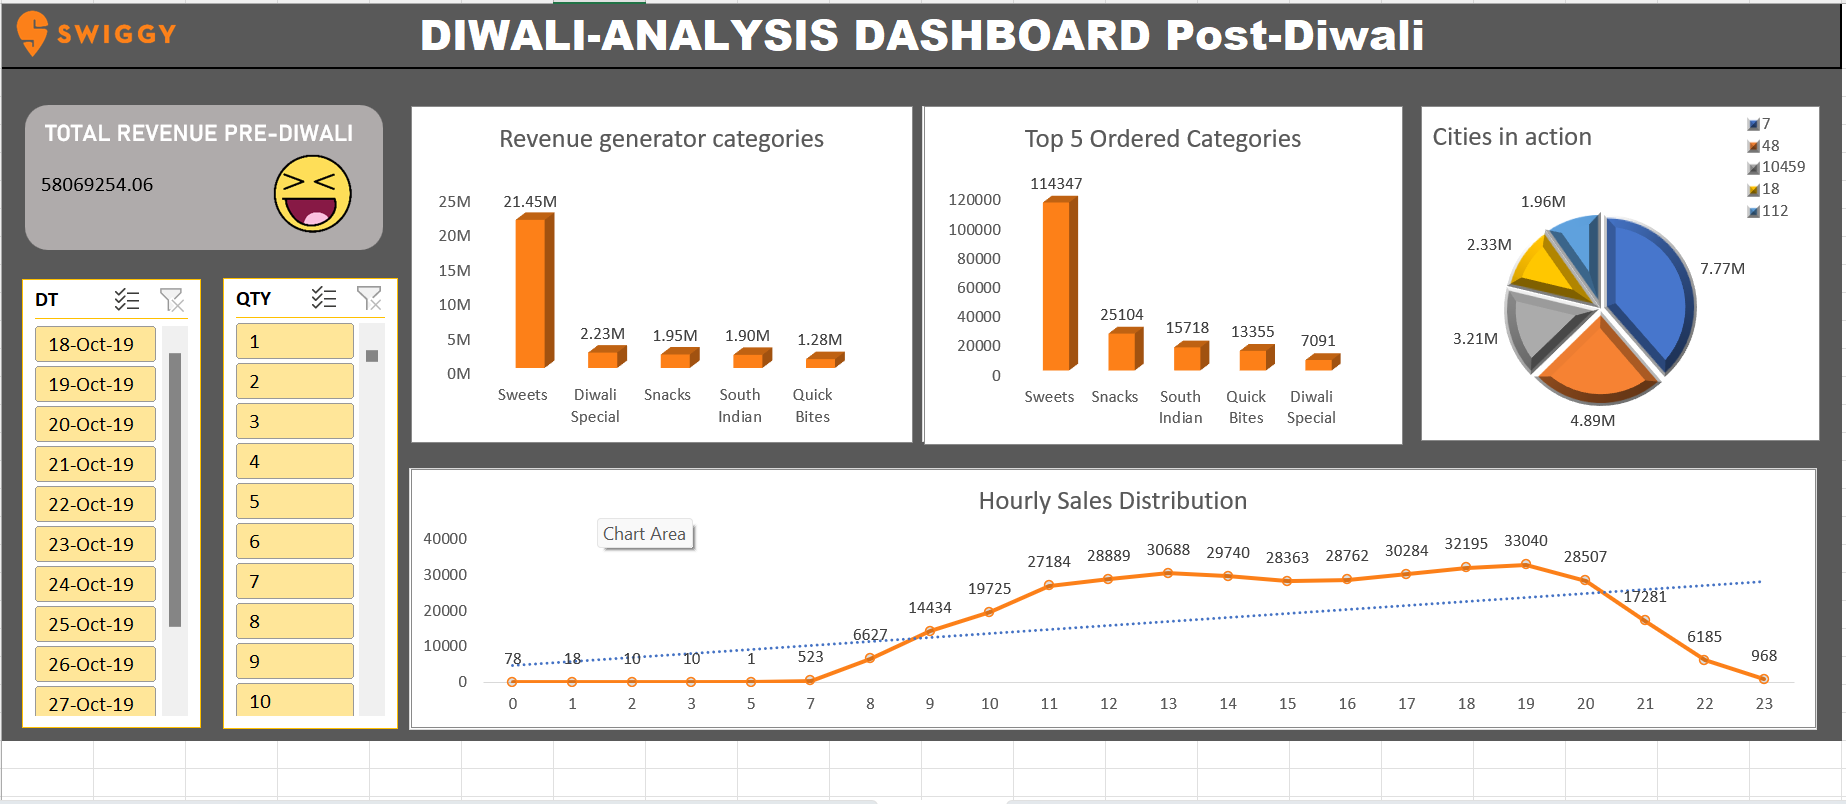 SWIGGY
DIWALI-ANALYSIS DASHBOARD Post-Diwali
TOTAL REVENUE PRE-DIWALI
58069254.06
DT
18-Oct-19
19-Oct-19
20-Oct-19
21-Oct-19
22-Oct-19
23-Oct-19
24-Oct-19
25-Oct-19
26-Oct-19
27-Oct-19
QTY
1
2
3
4
5
6
7
8
9
10
Revenue generator categories
25M
20M
15M
10M
5M
0M
21.45M
2.23M
1.95M
1.90M
1.28M
Sweets
Diwali
Special
Snacks
South
Indian
Quick
Bites
Top 5 Ordered Categories
120000
100000
80000
60000
40000
20000
0
114347
25104
15718
13355
7091
Sweets
Snacks
South
Indian
Quick
Bites
Diwali
Special
Cities in action
7
48
10459
18
112
1.96M
2.33M
7.77M
3.21M
4.89M
Hourly Sales Distribution
Chart Area
40000
30000
20000
10000
0
78
18
10
10
1
523
6627
14434
19725
27184
28889
30688
29740
28363
28762
30284
32195
33040
28507
17281
6185
968
0 1 2 3 5 7 8 9 10 11 12 13 14 15 16 17 18 19 20 21 22 23